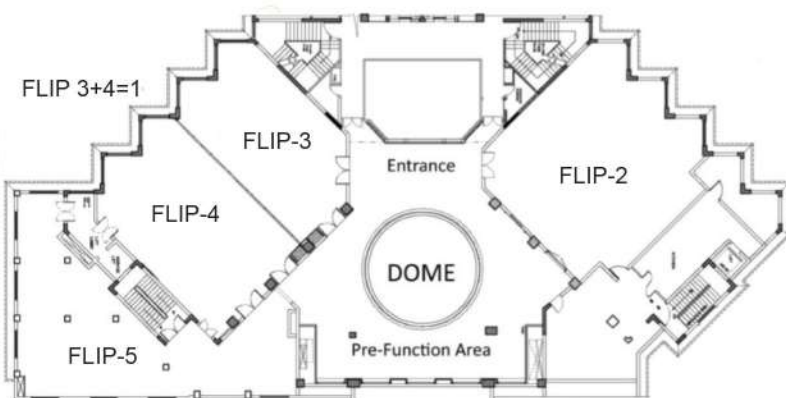 FLIP 3+4=1
FLIP-3
Entrance
FLIP-2
FLIP-4
DOME
FLIP-5
Pre-Function Area